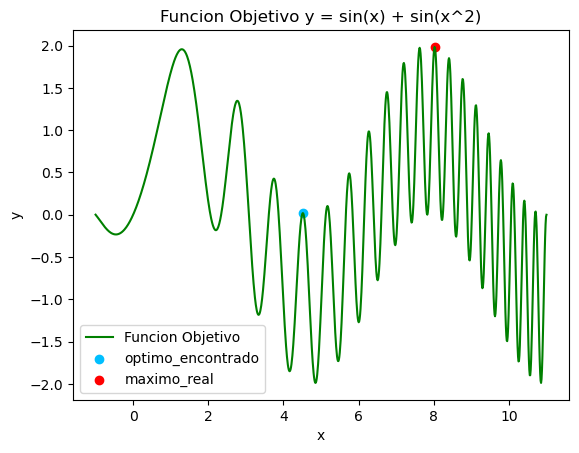 Funcion Objetivo y = sin(x) + sin(x^2)
2.0
1.5
1.0
0.5
0.0
−0.5
−1.0
−1.5
−2.0
y
Funcion Objetivo
optimo_encontrado
maximo_real
0
2
4
6
8
10
x